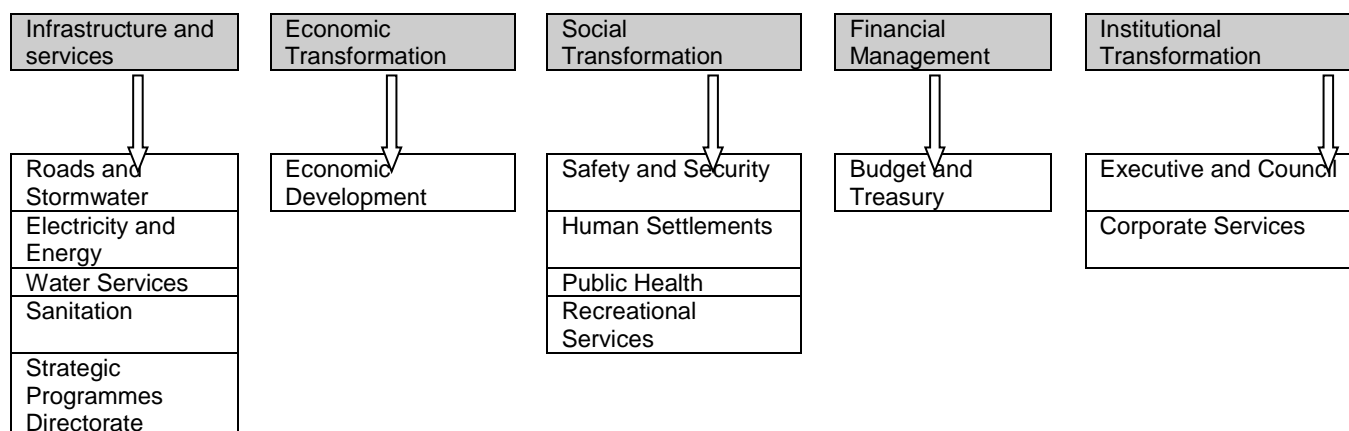 Infrastructure and
services
Economic
Transformation
Social
Transformation
Financial
Management
Institutional
Transformation
Roads and
Stormwater
Electricity and
Energy
Water Services
Sanitation
Strategic
Programmes
Directorate
Economic
Development
Safety and Security
Human Settlements
Public Health
Recreational
Services
Budget and
Treasury
Executive and Council
Corporate Services